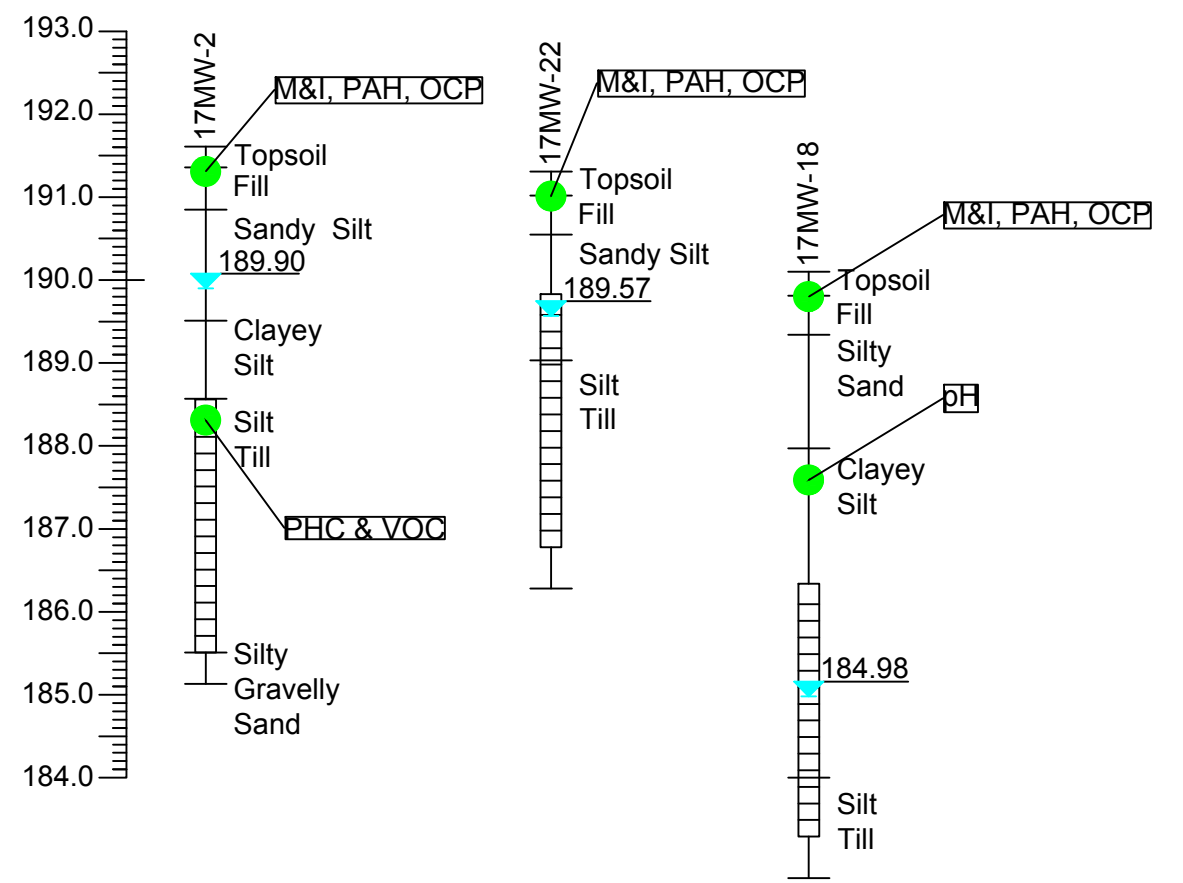 193.0
192.0
191.0
190.0
189.0
188.0
187.0
186.0
185.0
184.0
17MW-2
M&I, PAH, OCP
Topsoil
Fill
Sandy Silt
189.90
Clayey
Silt
Silt
Till
PHC & VOC
Silty
Gravelly
Sand
17MW-22
M&I, PAH, OCP
Topsoil
Fill
Sandy Silt
189.57
Silt
Till
17MW-18
M&I, PAH, OCP
Topsoil
Fill
Silty
Sand
pH
Clayey
Silt
184.98
Silt
Till